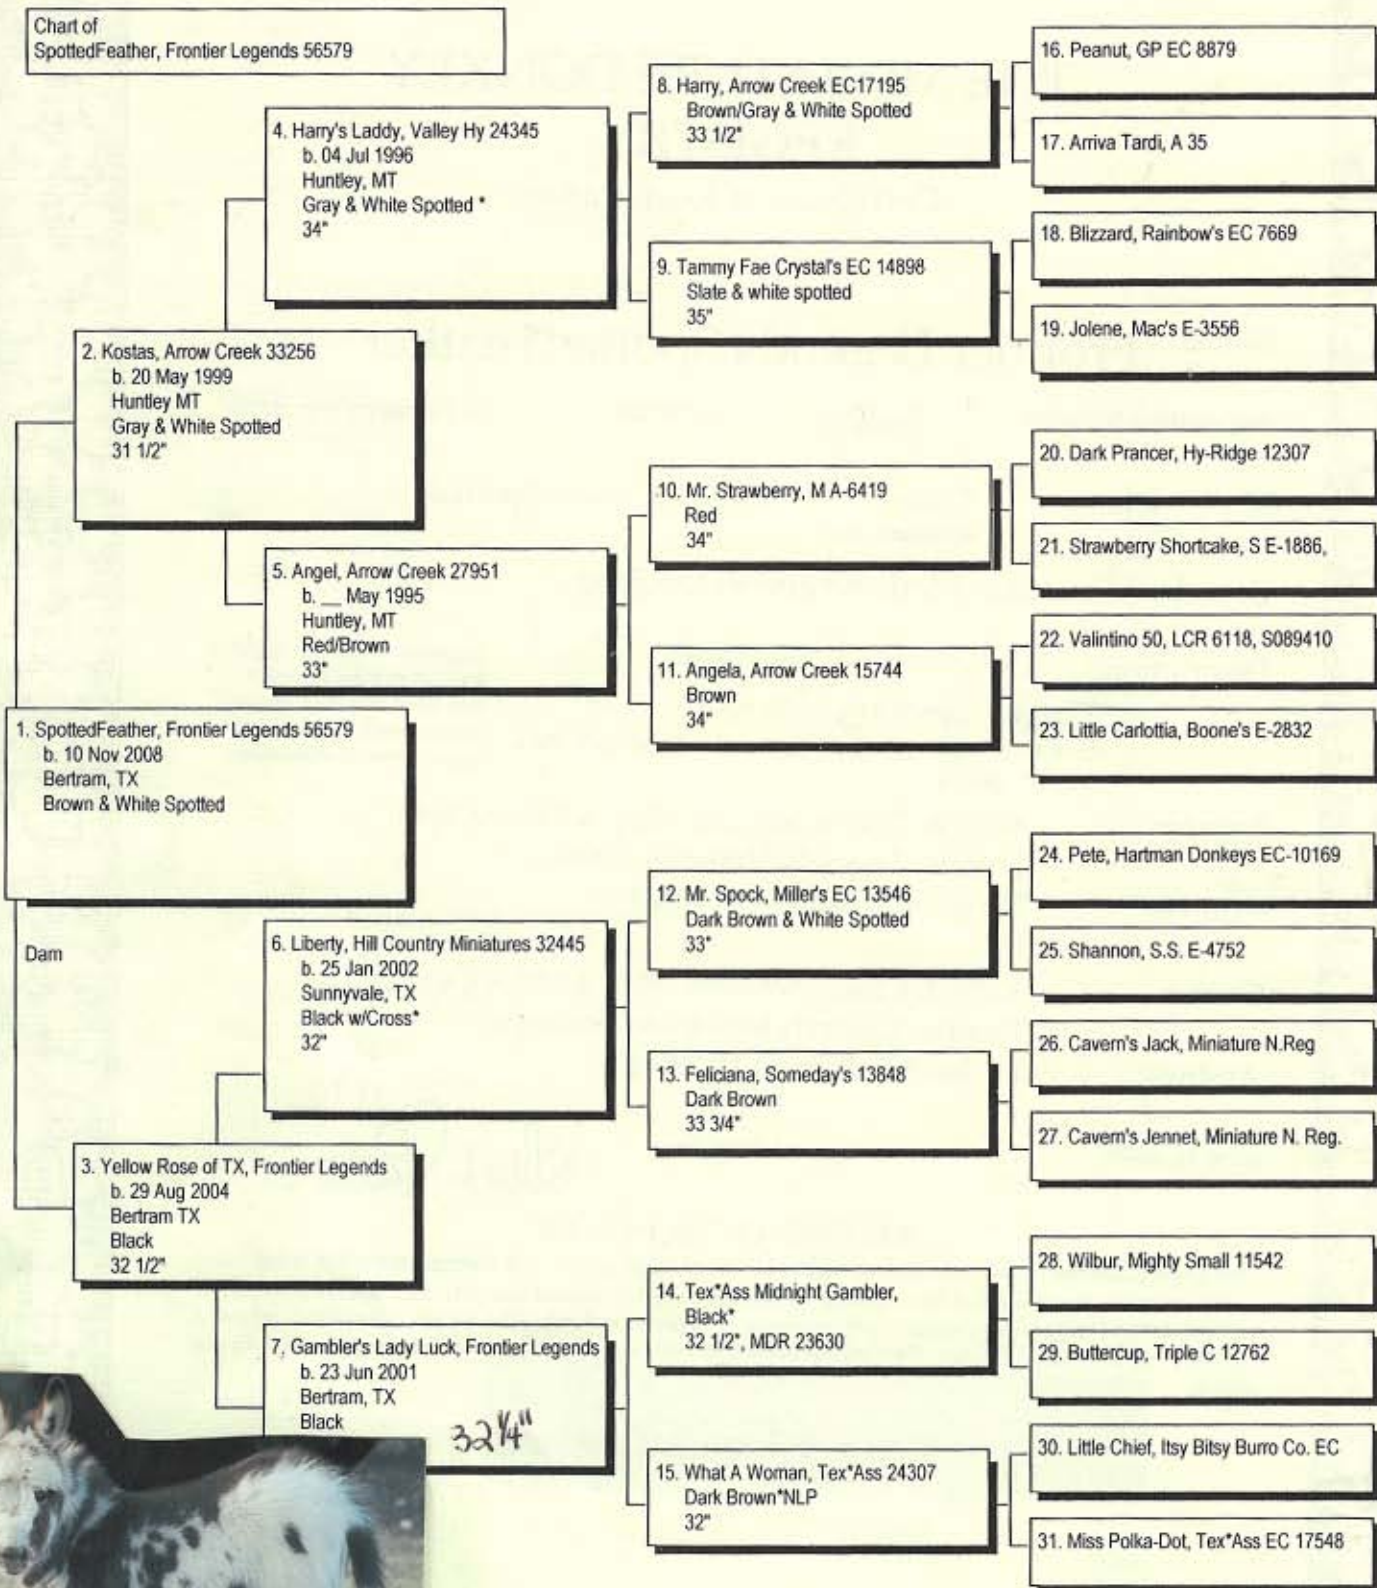 Chart of
SpottedFeather, Frontier Legends 56579
1. SpottedFeather, Frontier Legends 56579
b. 10 Nov 2008
Bertram, TX
Brown & White Spotted
Dam
2. Kostas, Arrow Creek 33256
b. 20 May 1999
Huntley MT
Gray & White Spotted
31 1/2"
3. Yellow Rose of TX, Frontier Legends
b. 29 Aug 2004
Bertram TX
Black
32 1/2"
4. Harry's Laddy, Valley Hy 24345
b. 04 Jul 1996
Huntley, MT
Gray & White Spotted *
34"
5. Angel, Arrow Creek 27951
b. __ May 1995
Huntley, MT
Red/Brown
33"
6. Liberty, Hill Country Miniatures 32445
b. 25 Jan 2002
Sunnyvale, TX
Black w/Cross*
32"
7. Gambler's Lady Luck, Frontier Legends
b. 23 Jun 2001
Bertram, TX
Black
32 1/4"
8. Harry, Arrow Creek EC17195
Brown/Gray & White Spotted
33 1/2"
9. Tammy Fae Crystal's EC 14898
Slate & white spotted
35"
10. Mr. Strawberry, M A-6419
Red
34"
11. Angela, Arrow Creek 15744
Brown
34"
12. Mr. Spock, Miller's EC 13546
Dark Brown & White Spotted
33"
13. Feliciana, Someday's 13848
Dark Brown
33 3/4"
14. Tex*Ass Midnight Gambler,
Black*
32 1/2", MDR 23630
15. What A Woman, Tex*Ass 24307
Dark Brown*NLP
32"
16. Peanut, GP EC 8879
17. Arriva Tardi, A 35
18. Blizzard, Rainbow's EC 7669
19. Jolene, Mac's E-3556
20. Dark Prancer, Hy-Ridge 12307
21. Strawberry Shortcake, S E-1886,
22. Valintino 50, LCR 6118, S089410
23. Little Carlottia, Boone's E-2832
24. Pete, Hartman Donkeys EC-10169
25. Shannon, S.S. E-4752
26. Cavern's Jack, Miniature N.Reg
27. Cavern's Jennet, Miniature N. Reg.
28. Wilbur, Mighty Small 11542
29. Buttercup, Triple C 12762
30. Little Chief, Itsy Bitsy Burro Co. EC
31. Miss Polka-Dot, Tex*Ass EC 17548